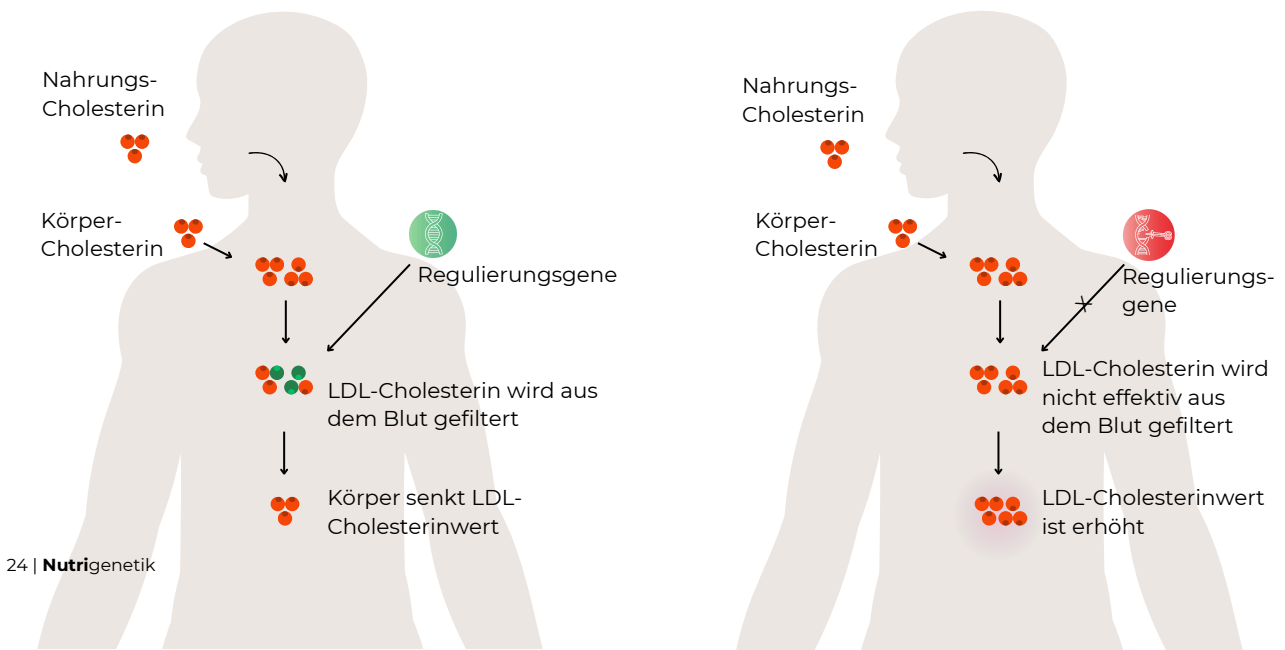 Nahrungs-
Cholesterin
Körper-
Cholesterin
Regulierungsgene
LDL-Cholesterin wird aus
dem Blut gefiltert
Körper senkt LDL-
Cholesterinwert
24 | Nutrigenetik
Nahrungs-
Cholesterin
Körper-
Cholesterin
Regulierungs-
gene
LDL-Cholesterin wird
nicht effektiv aus
dem Blut gefiltert
LDL-Cholesterinwert
ist erhöht